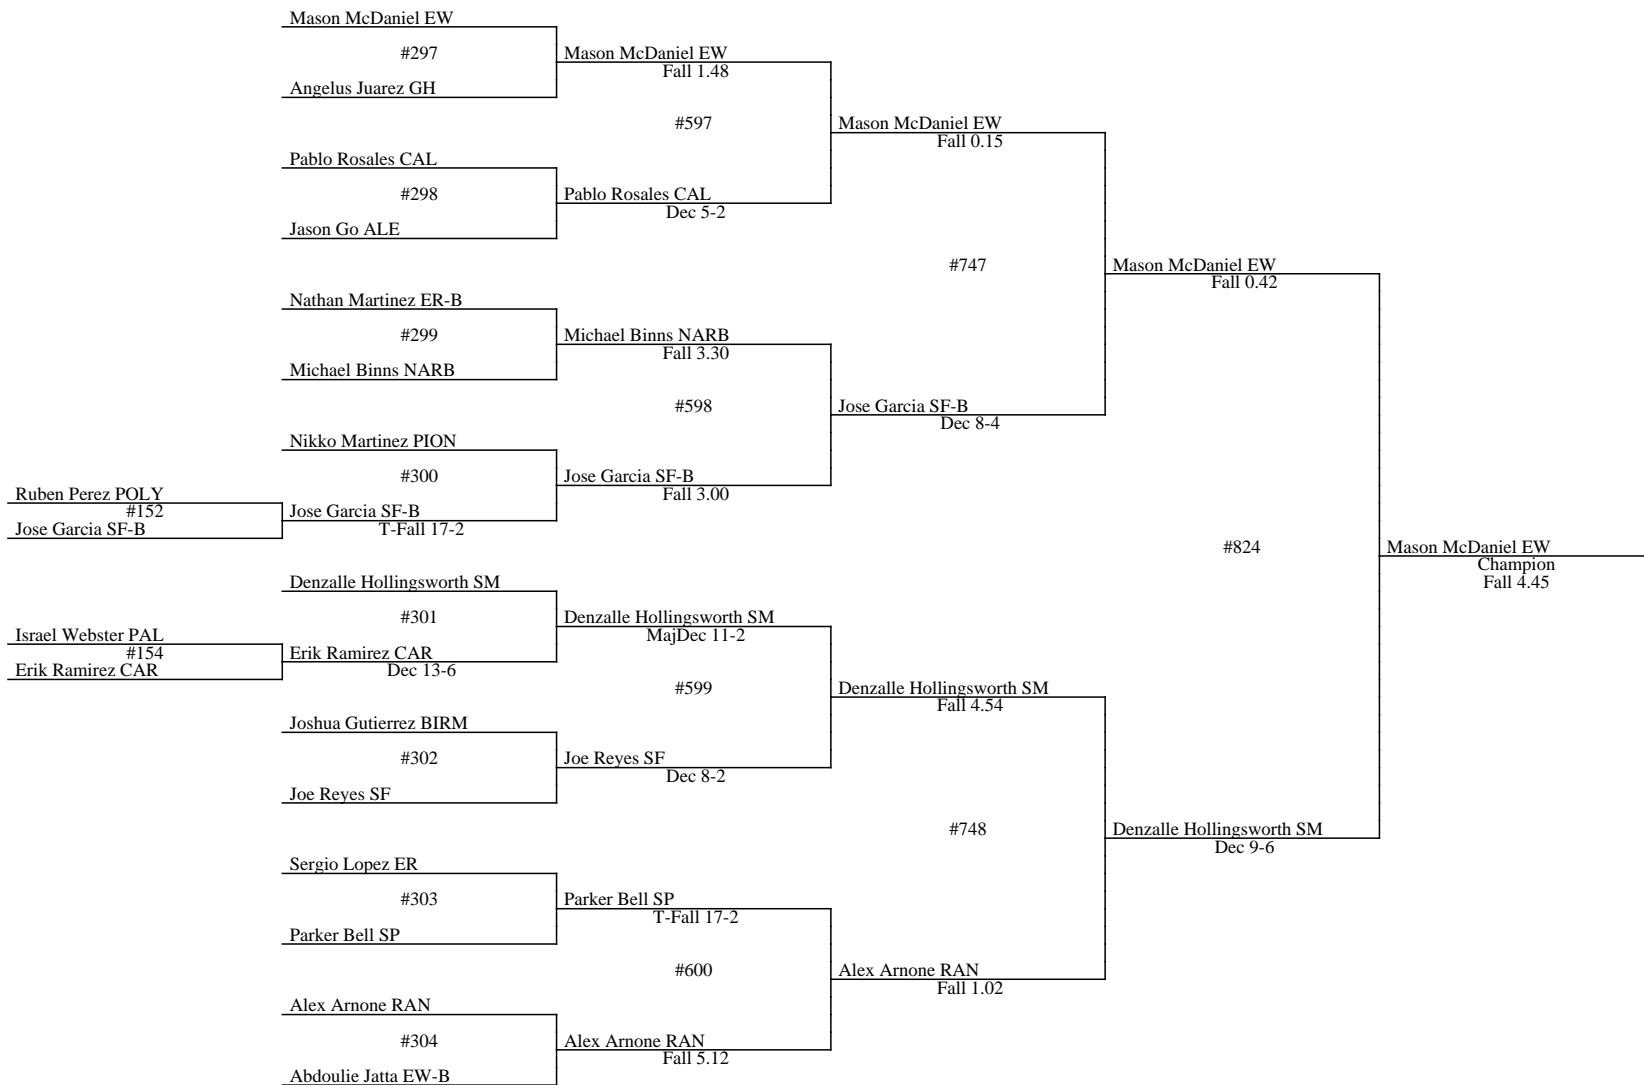 Mason McDaniel EW
#297
Mason McDaniel EW
Fall 1.48
Angelus Juarez GH
#597
Mason McDaniel EW
Fall 0.15
Pablo Rosales CAL
#298
Pablo Rosales CAL
Dec 5-2
Jason Go ALE
#747
Mason McDaniel EW
Fall 0.42
Nathan Martinez ER-B
#299
Michael Binns NARB
Fall 3.30
Michael Binns NARB
#598
Jose Garcia SF-B
Dec 8-4
Nikko Martinez PION
#300
Jose Garcia SF-B
Fall 3.00
Ruben Perez POLY
#152
Jose Garcia SF-B
Jose Garcia SF-B
T-Fall 17-2
#824
Mason McDaniel EW
Champion
Fall 4.45
Denzalle Hollingsworth SM
#301
Denzalle Hollingsworth SM
MajDec 11-2
Israel Webster PAL
#154
Erik Ramirez CAR
Erik Ramirez CAR
Dec 13-6
#599
Denzalle Hollingsworth SM
Fall 4.54
Joshua Gutierrez BIRM
#302
Joe Reyes SF
Dec 8-2
Joe Reyes SF
#748
Denzalle Hollingsworth SM
Dec 9-6
Sergio Lopez ER
#303
Parker Bell SP
T-Fall 17-2
Parker Bell SP
#600
Alex Arnone RAN
Fall 1.02
Alex Arnone RAN
#304
Alex Arnone RAN
Fall 5.12
Abdoulie Jatta EW-B